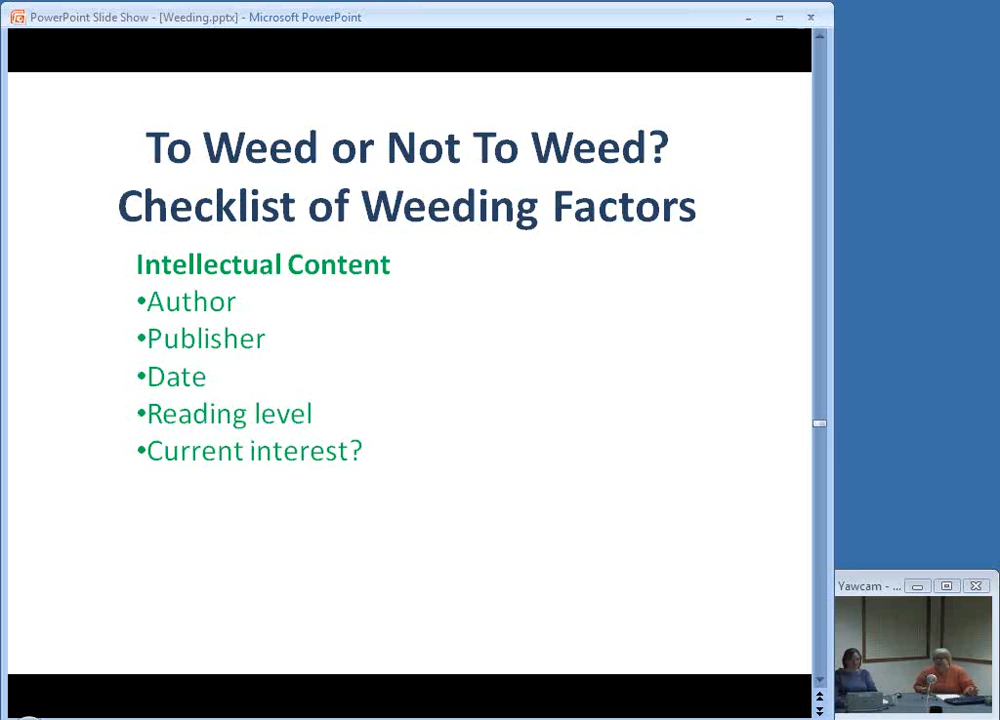 PowerPoint Slide Show - [Weeding.pptx] - Microsoft PowerPoint
To Weed or Not To Weed?
Checklist of Weeding Factors
Intellectual Content
•Author
•Publisher
•Date
•Reading level
•Current interest?
Yawcam - ...